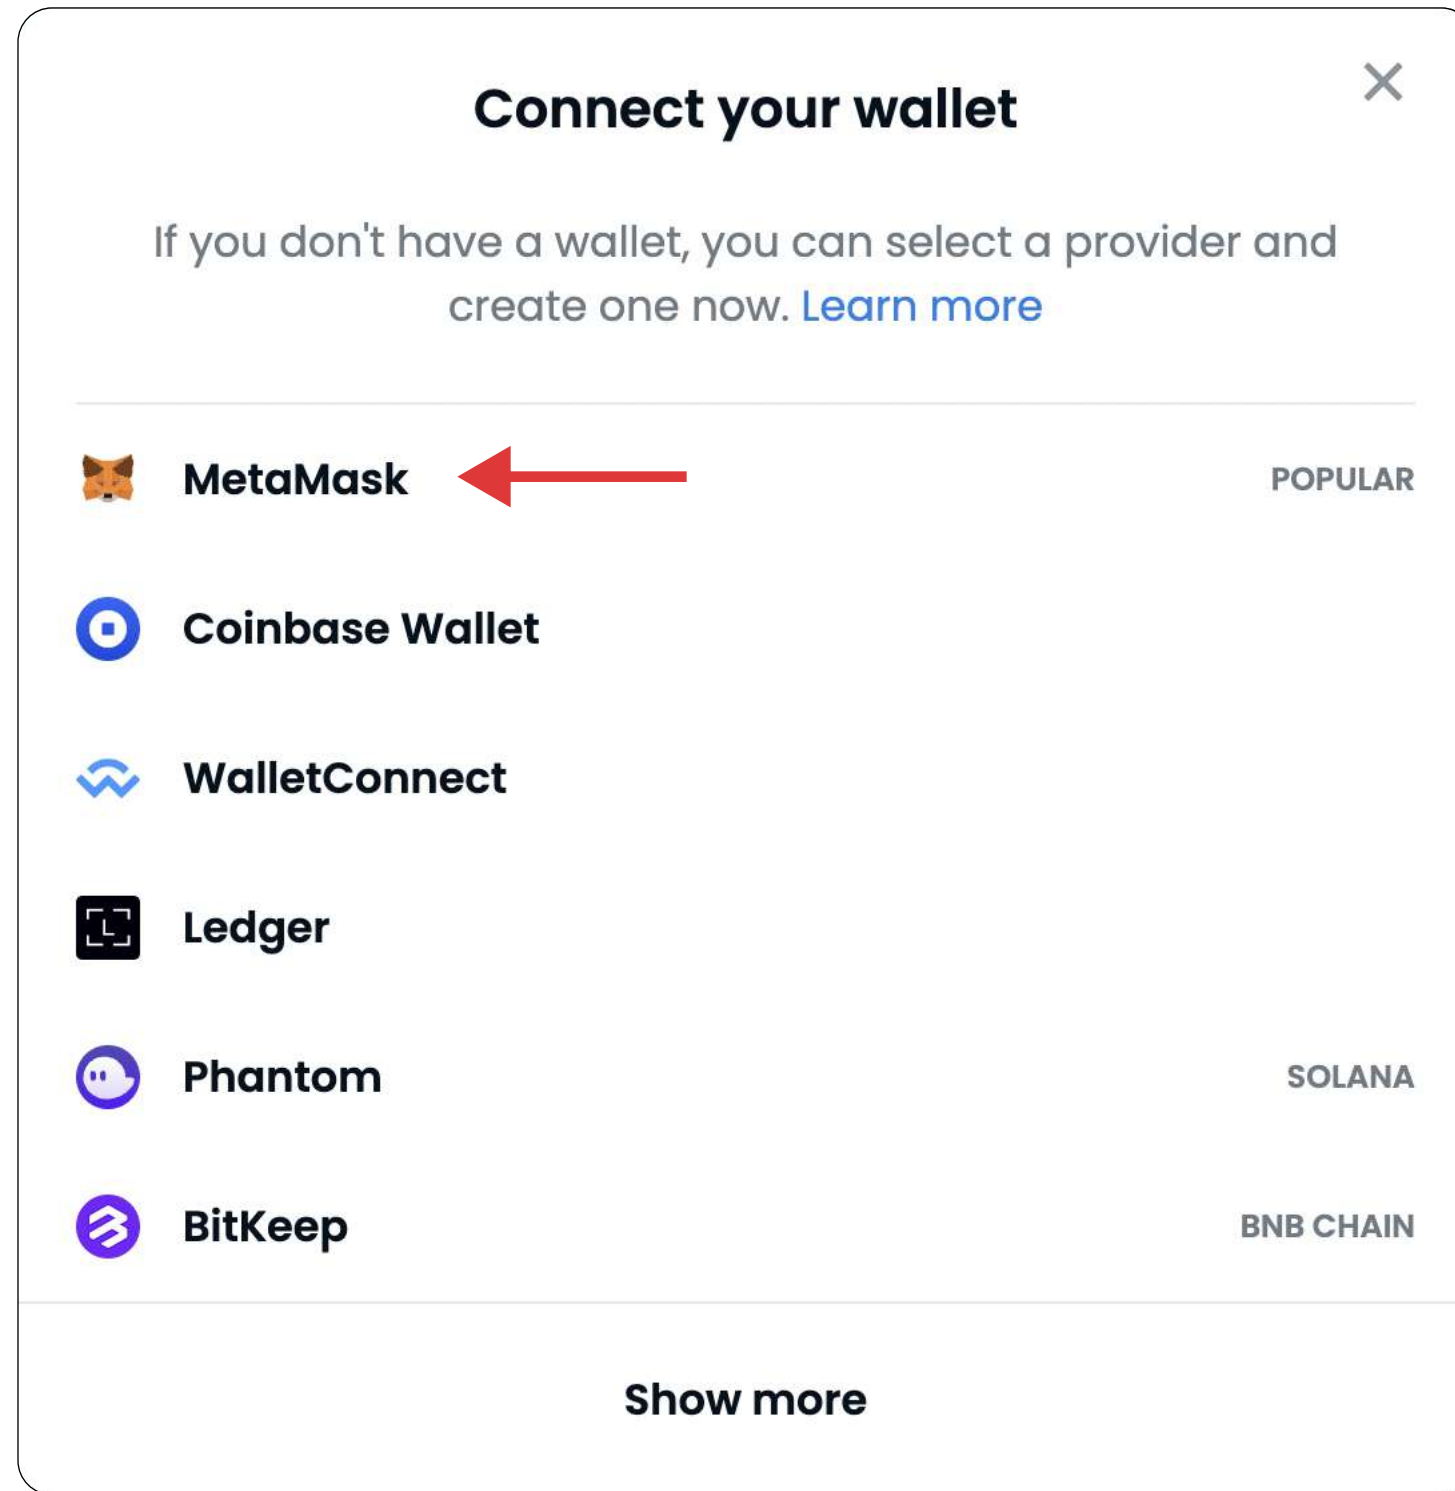 Connect your wallet
If you don't have a wallet, you can select a provider and
create one now. Learn more
MetaMask POPULAR
Coinbase Wallet
WalletConnect
Ledger
Phantom SOLANA
BitKeep BNB CHAIN
Show more